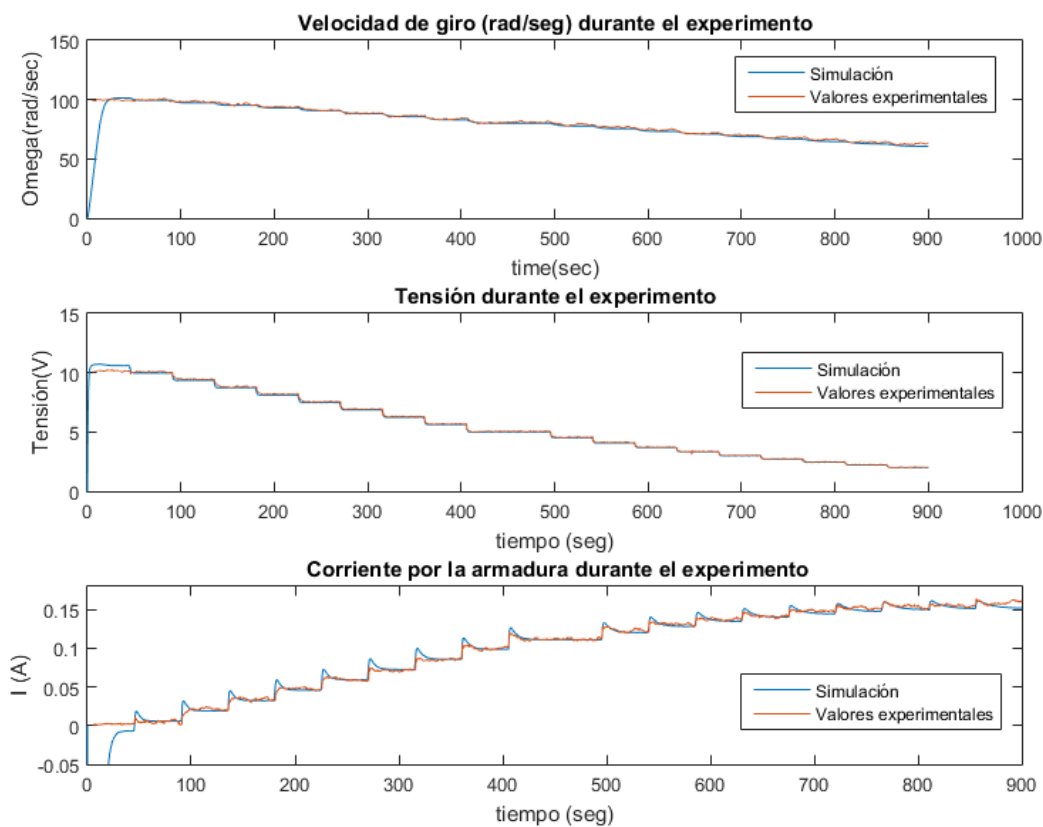 Velocidad de giro (rad/seg) durante el experimento
Omega(rad/sec)
150
100
50
0
Simulación
Valores experimentales
0 100 200 300 400 500 600 700 800 900 1000
time(sec)
Tensión durante el experimento
Tensión(V)
15
10
5
0
Simulación
Valores experimentales
0 100 200 300 400 500 600 700 800 900 1000
tiempo (seg)
Corriente por la armadura durante el experimento
I (A)
0.15
0.1
0.05
0
-0.05
Simulación
Valores experimentales
0 100 200 300 400 500 600 700 800 900
tiempo (seg)